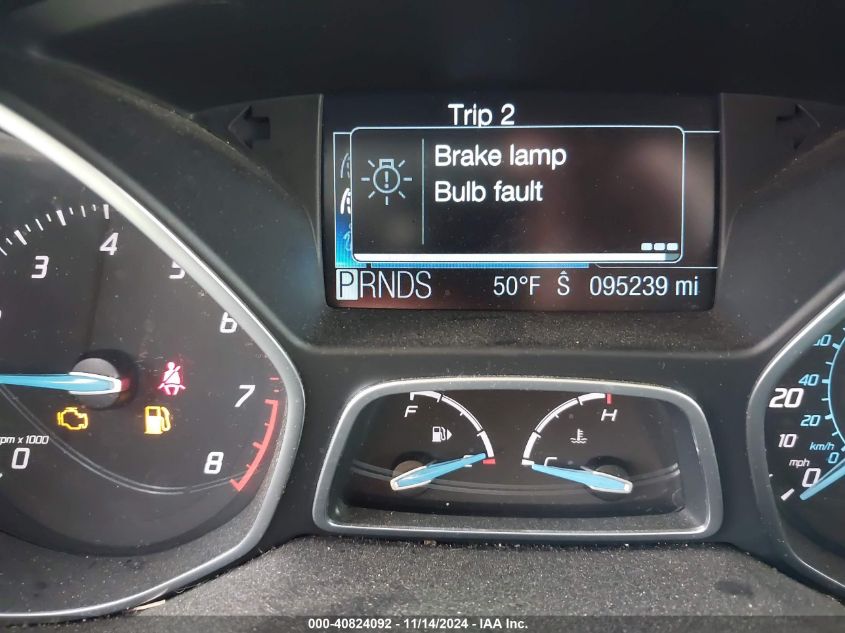 Trip 2
Brake lamp
Bulb fault
PRNDS 50°F Ŝ 095239 mi
3 4 5 6 7 8
rpm x 1000
0
F H
C
20
10
mph
0
40
20
km/h
0
000-40824092 - 11/14/2024 - IAA Inc.